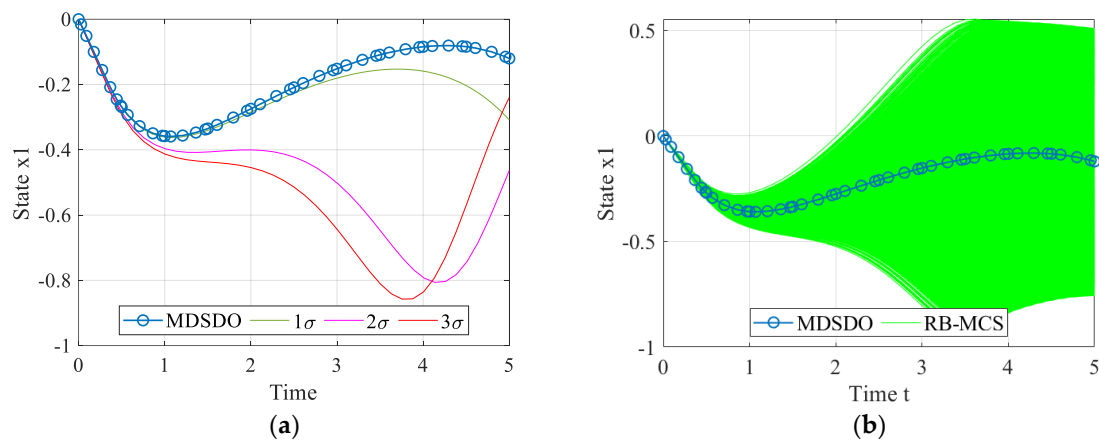 0
-0.2
-0.4
-0.6
-0.8
-1
State x1
MDSDO 1σ 2σ 3σ
0 1 2 3 4 5
Time
(a)
0.5
0
-0.5
-1
State x1
MDSDO RB-MCS
0 1 2 3 4 5
Time t
(b)